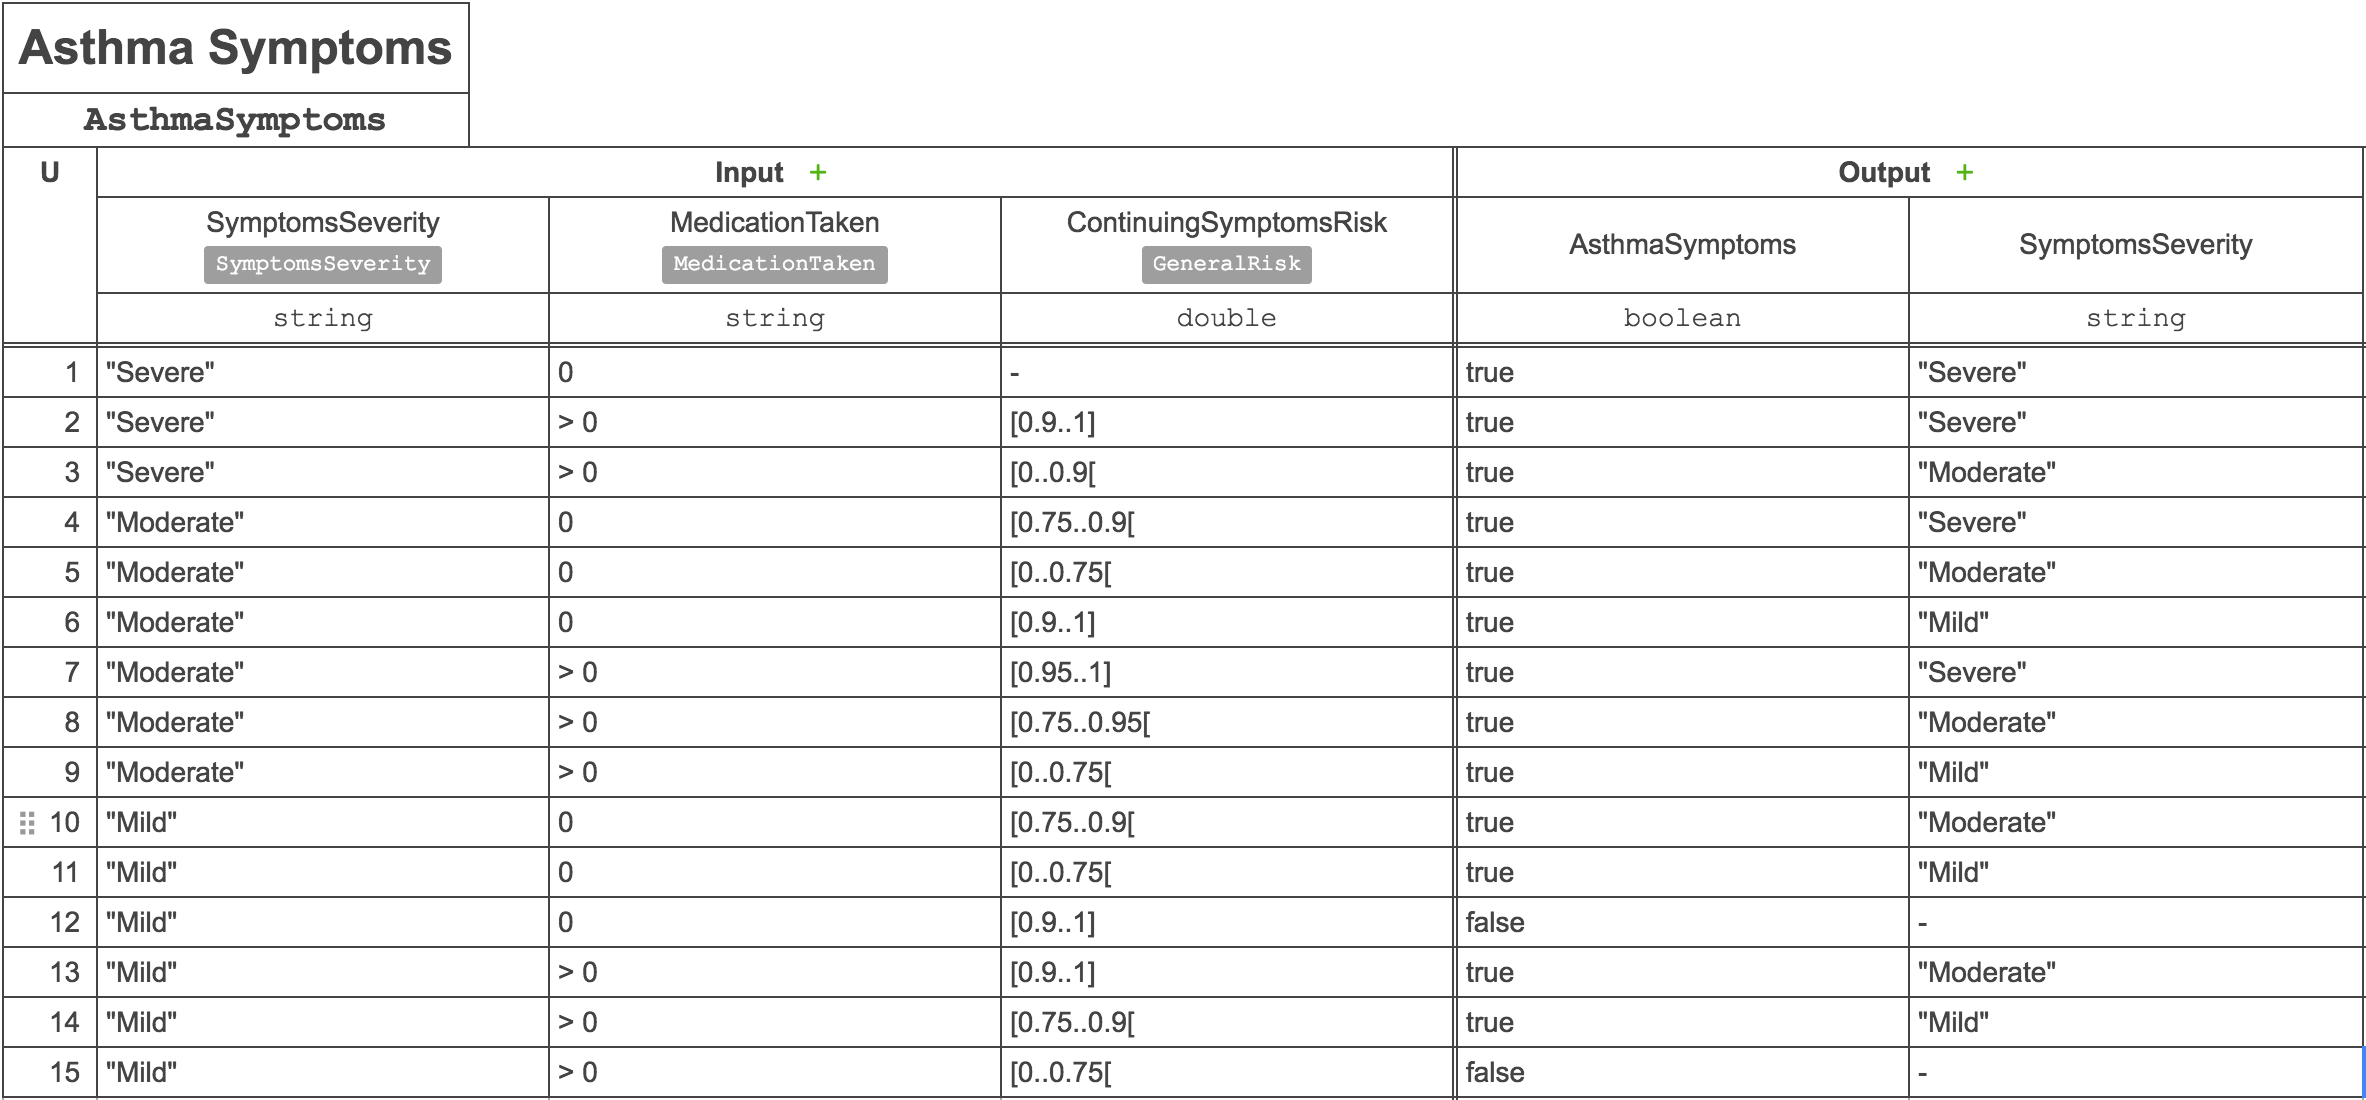 Asthma Symptoms
AsthmaSymptoms
U Input + Output +
SymptomsSeverity MedicationTaken ContinuingSymptomsRisk AsthmaSymptoms SymptomsSeverity
SymptomsSeverity MedicationTaken GeneralRisk
string string double boolean string
1 "Severe" 0 - true "Severe"
2 "Severe" > 0 [0.9..1] true "Severe"
3 "Severe" > 0 [0..0.9[ true "Moderate"
4 "Moderate" 0 [0.75..0.9[ true "Severe"
5 "Moderate" 0 [0..0.75[ true "Moderate"
6 "Moderate" 0 [0.9..1] true "Mild"
7 "Moderate" > 0 [0.95..1] true "Severe"
8 "Moderate" > 0 [0.75..0.95[ true "Moderate"
9 "Moderate" > 0 [0..0.75[ true "Mild"
10 "Mild" 0 [0.75..0.9[ true "Moderate"
11 "Mild" 0 [0..0.75[ true "Mild"
12 "Mild" 0 [0.9..1] false -
13 "Mild" > 0 [0.9..1] true "Moderate"
14 "Mild" > 0 [0.75..0.9[ true "Mild"
15 "Mild" > 0 [0..0.75[ false -